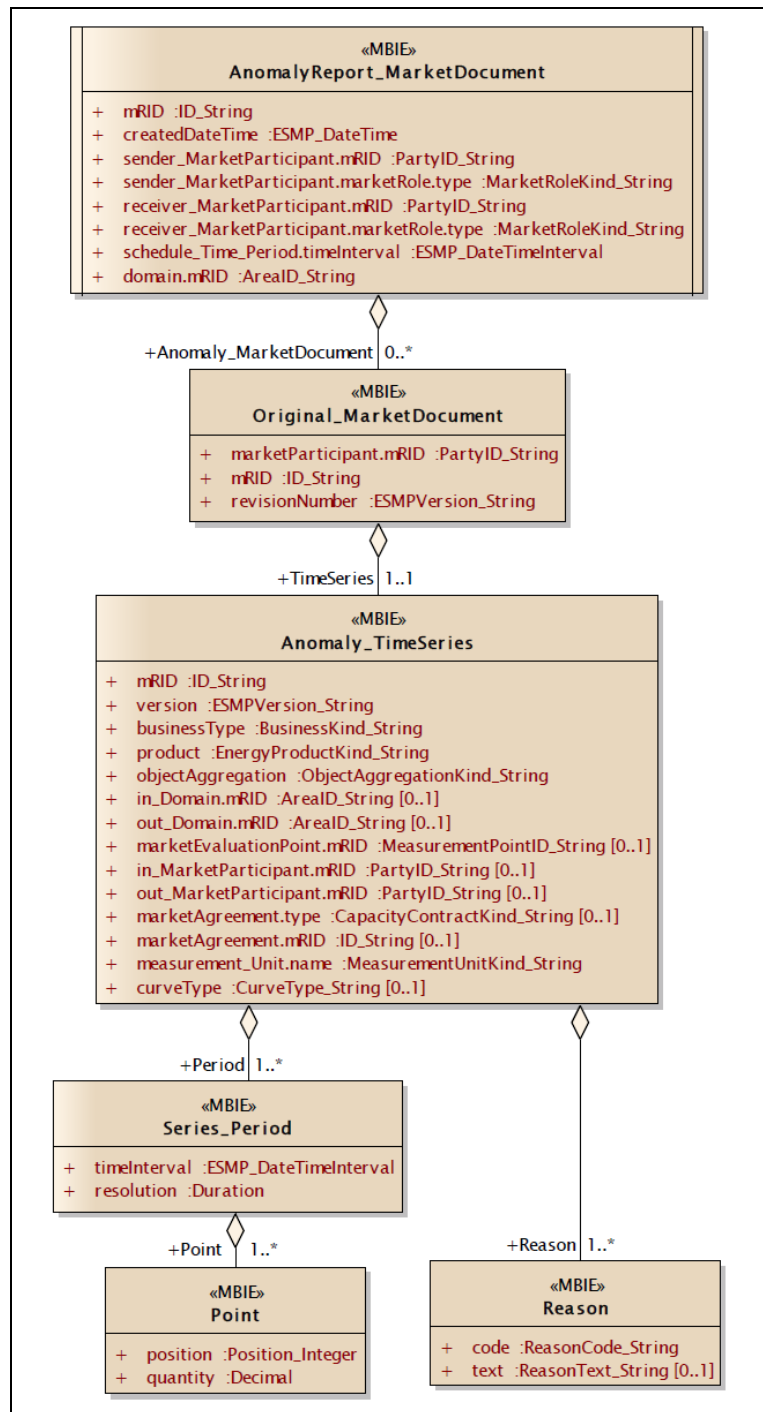 «MBIE»
AnomalyReport_MarketDocument
+ mRID :ID_String
+ createdDateTime :ESMP_DateTime
+ sender_MarketParticipant.mRID :PartyID_String
+ sender_MarketParticipant.marketRole.type :MarketRoleKind_String
+ receiver_MarketParticipant.mRID :PartyID_String
+ receiver_MarketParticipant.marketRole.type :MarketRoleKind_String
+ schedule_Time_Period.timeInterval :ESMP_DateTimeInterval
+ domain.mRID :AreaID_String
+Anomaly_MarketDocument 0..*
«MBIE»
Original_MarketDocument
+ marketParticipant.mRID :PartyID_String
+ mRID :ID_String
+ revisionNumber :ESMPVersion_String
+TimeSeries 1..1
«MBIE»
Anomaly_TimeSeries
+ mRID :ID_String
+ version :ESMPVersion_String
+ businessType :BusinessKind_String
+ product :EnergyProductKind_String
+ objectAggregation :ObjectAggregationKind_String
+ in_Domain.mRID :AreaID_String [0..1]
+ out_Domain.mRID :AreaID_String [0..1]
+ marketEvaluationPoint.mRID :MeasurementPointID_String [0..1]
+ in_MarketParticipant.mRID :PartyID_String [0..1]
+ out_MarketParticipant.mRID :PartyID_String [0..1]
+ marketAgreement.type :CapacityContractKind_String [0..1]
+ marketAgreement.mRID :ID_String [0..1]
+ measurement_Unit.name :MeasurementUnitKind_String
+ curveType :CurveType_String [0..1]
+Period 1..*
«MBIE»
Series_Period
+ timeInterval :ESMP_DateTimeInterval
+ resolution :Duration
+Point 1..*
«MBIE»
Point
+ position :Position_Integer
+ quantity :Decimal
+Reason 1..*
«MBIE»
Reason
+ code :ReasonCode_String
+ text :ReasonText_String [0..1]